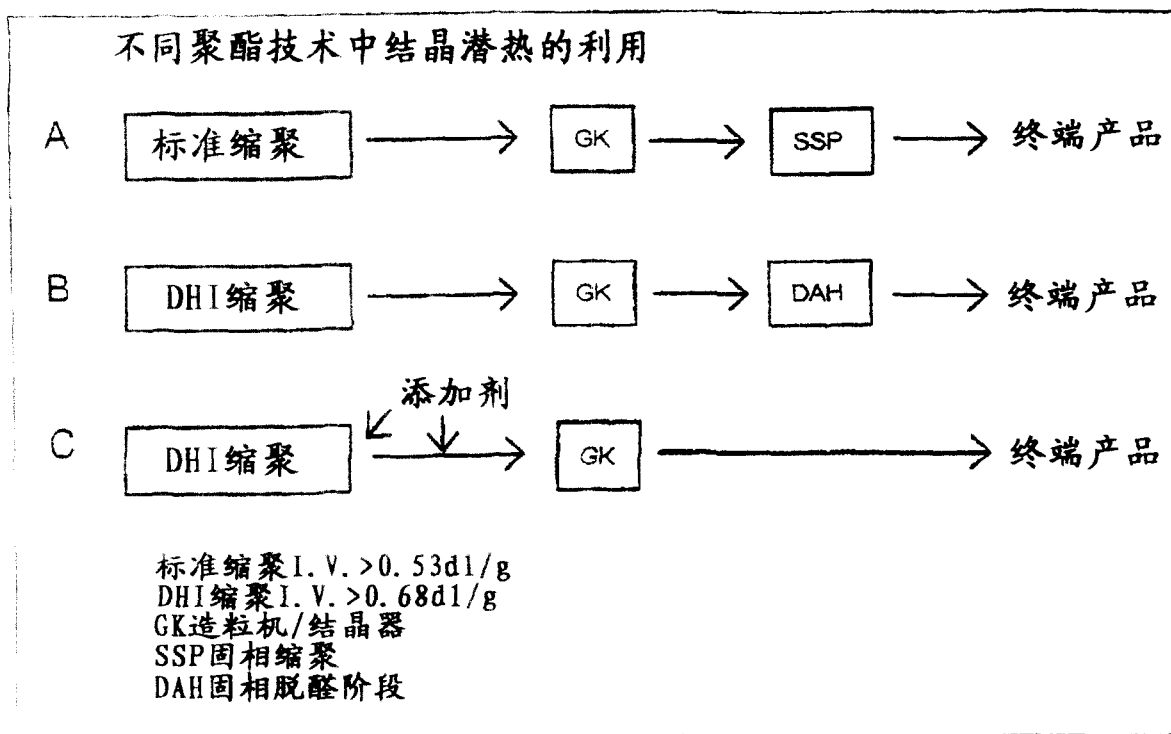 不同聚酯技术中结晶潜热的利用
A 标准缩聚 GK SSP 终端产品
B DHI缩聚 GK DAH 终端产品
添加剂
C DHI缩聚 GK 终端产品
标准缩聚I.V.>0.53dl/g
DHI缩聚I.V.>0.68dl/g
GK造粒机/结晶器
SSP固相缩聚
DAH固相脱醛阶段